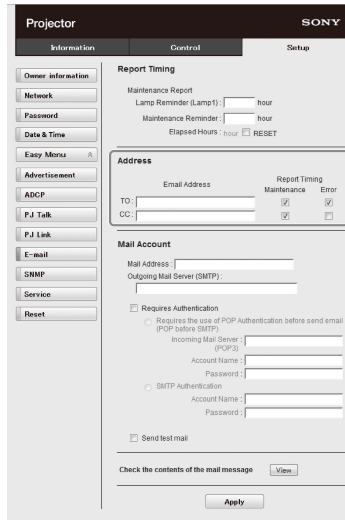 Projector
SONY
Information
Control
Setup
Owner information
Network
Password
Date & Time
Easy Menu
Advertisement
ADCP
PJ Talk
PJ Link
E-mail
SNMP
Service
Reset
Report Timing
Maintenance Report
Lamp Reminder (Lamp1) : hour
Maintenance Reminder : hour
Elapsed Hours : hour RESET
Address
Report Timing
Email Address
Maintenance Error
TO :
CC :
Mail Account
Mail Address :
Outgoing Mail Server (SMTP) :
Requires Authentication
Requires the use of POP Authentication before send email
(POP before SMTP)
Incoming Mail Server :
(POP3)
Account Name :
Password :
SMTP Authentication
Account Name :
Password :
Send test mail
Check the contents of the mail message View
Apply